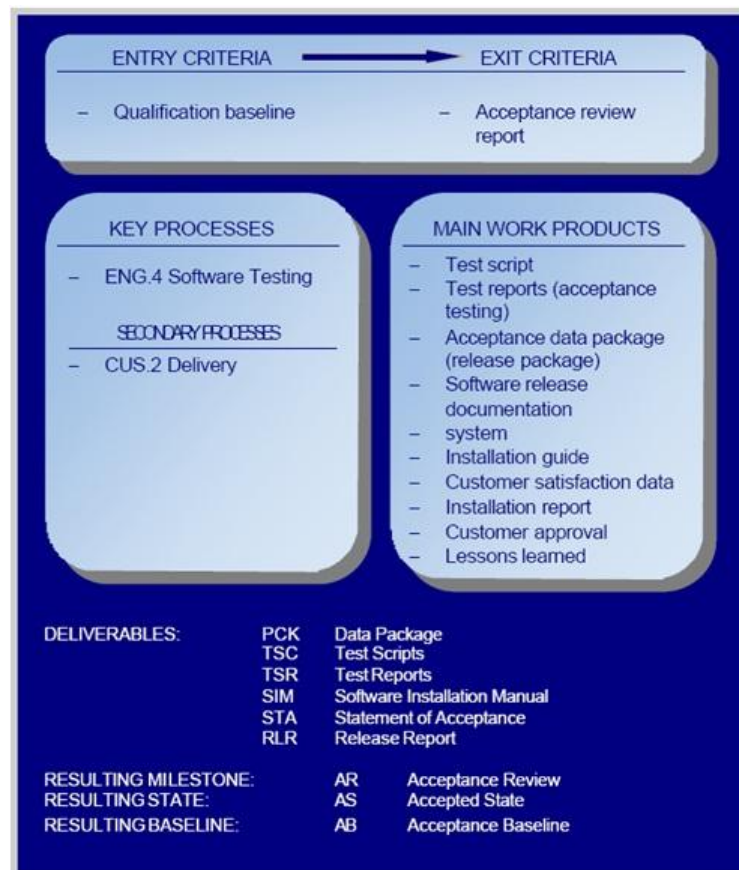 ENTRY CRITERIA EXIT CRITERIA
– Qualification baseline – Acceptance review
report
KEY PROCESSES
– ENG.4 Software Testing
SECONDARY PROCESSES
– CUS.2 Delivery
MAIN WORK PRODUCTS
– Test script
– Test reports (acceptance
testing)
– Acceptance data package
(release package)
– Software release
documentation
– system
– Installation guide
– Customer satisfaction data
– Installation report
– Customer approval
– Lessons learned
DELIVERABLES: PCK Data Package
TSC Test Scripts
TSR Test Reports
SIM Software Installation Manual
STA Statement of Acceptance
RLR Release Report
RESULTING MILESTONE: AR Acceptance Review
RESULTING STATE: AS Accepted State
RESULTING BASELINE: AB Acceptance Baseline